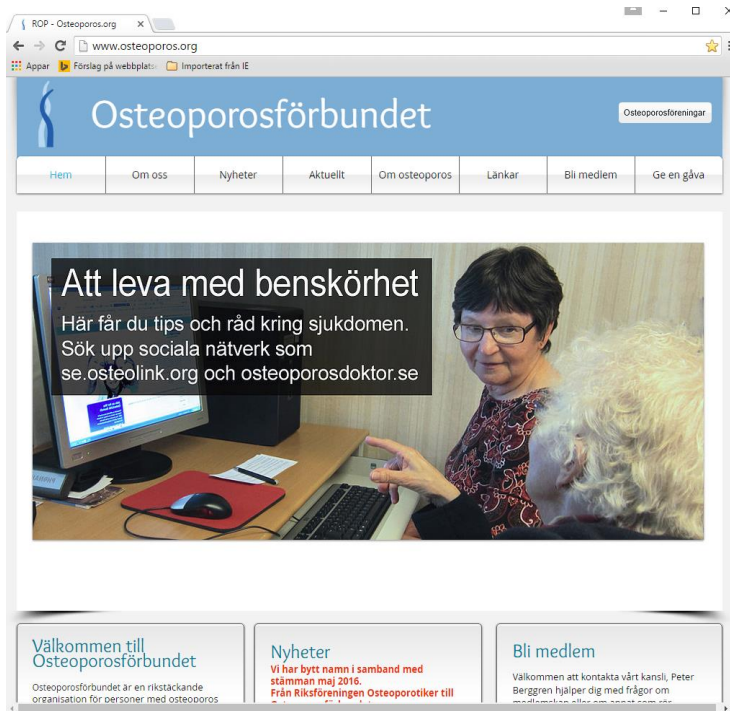 ROP - Osteoporos.org
www.osteoporos.org
Appar
Förslag på webbplats
Importerat från IE
Osteoporosförbundet
Osteoporosföreningar
Hem
Om oss
Nyheter
Aktuellt
Om osteoporos
Länkar
Bli medlem
Ge en gåva
Att leva med benskörhet
Här får du tips och råd kring sjukdomen.
Sök upp sociala nätverk som
se.osteolink.org och osteoporosdoktor.se
Välkommen till
Osteoporosförbundet
Osteoporosförbundet är en rikstäckande
organisation för personer med osteoporos
Nyheter
Vi har bytt namn i samband med
stämman maj 2016.
Från Riksföreningen Osteoporotiker till
Bli medlem
Välkommen att kontakta vårt kansli, Peter
Berggren hjälper dig med frågor om